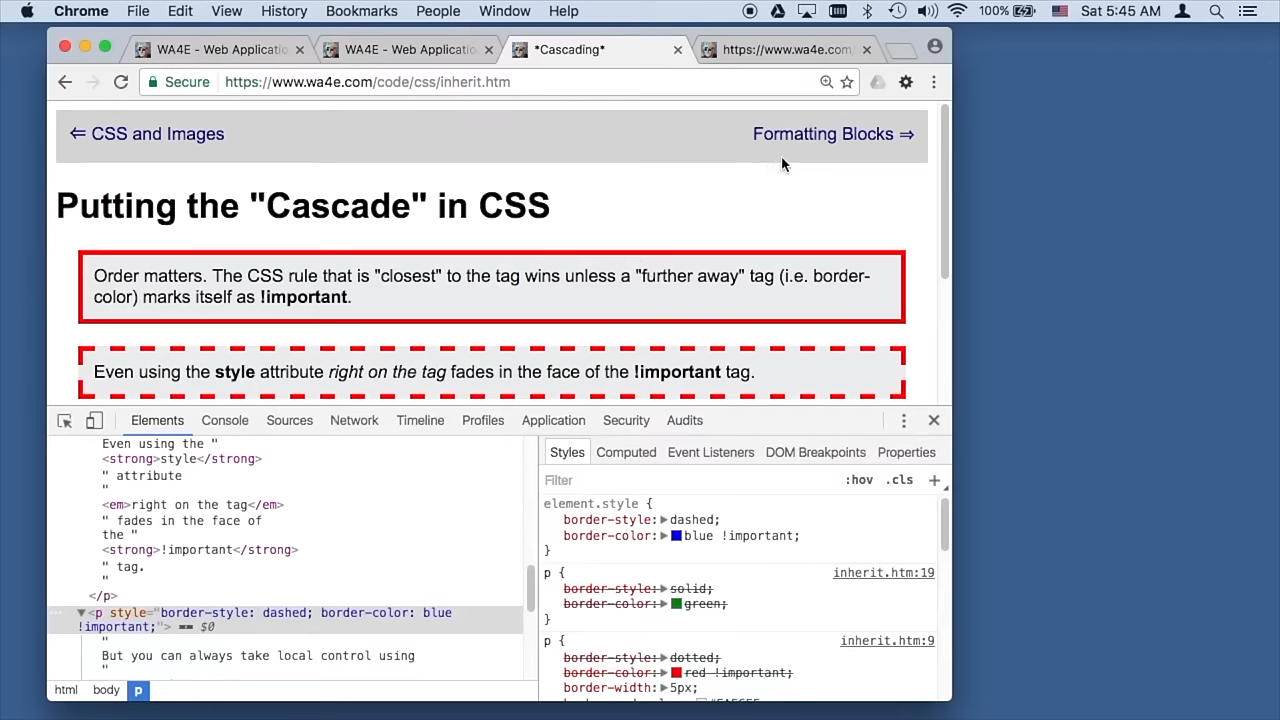 Chrome File Edit View History Bookmarks People Window Help 100% Sat 5:45 AM
WA4E - Web Applicatio × WA4E - Web Applicatio × *Cascading* × https://www.wa4e.com/ ×
Secure https://www.wa4e.com/code/css/inherit.htm
⇐ CSS and Images Formatting Blocks ⇒
Putting the "Cascade" in CSS
Order matters. The CSS rule that is "closest" to the tag wins unless a "further away" tag (i.e. border-
color) marks itself as !important.
Even using the style attribute right on the tag fades in the face of the !important tag.
Elements Console Sources Network Timeline Profiles Application Security Audits
Even using the "
<strong>style</strong>
" attribute
"
<em>right on the tag</em>
" fades in the face of
the "
<strong>!important</strong>
" tag.
"
</p>
<p style="border-style: dashed; border-color: blue
!important;"> == $0
"
But you can always take local control using
"
html body p
Styles Computed Event Listeners DOM Breakpoints Properties
Filter :hov .cls +
element.style {
border-style: dashed;
border-color: blue !important;
}
p { inherit.htm:19
border-style: solid;
border-color: green;
}
p { inherit.htm:9
border-style: dotted;
border-color: red !important;
border-width: 5px;